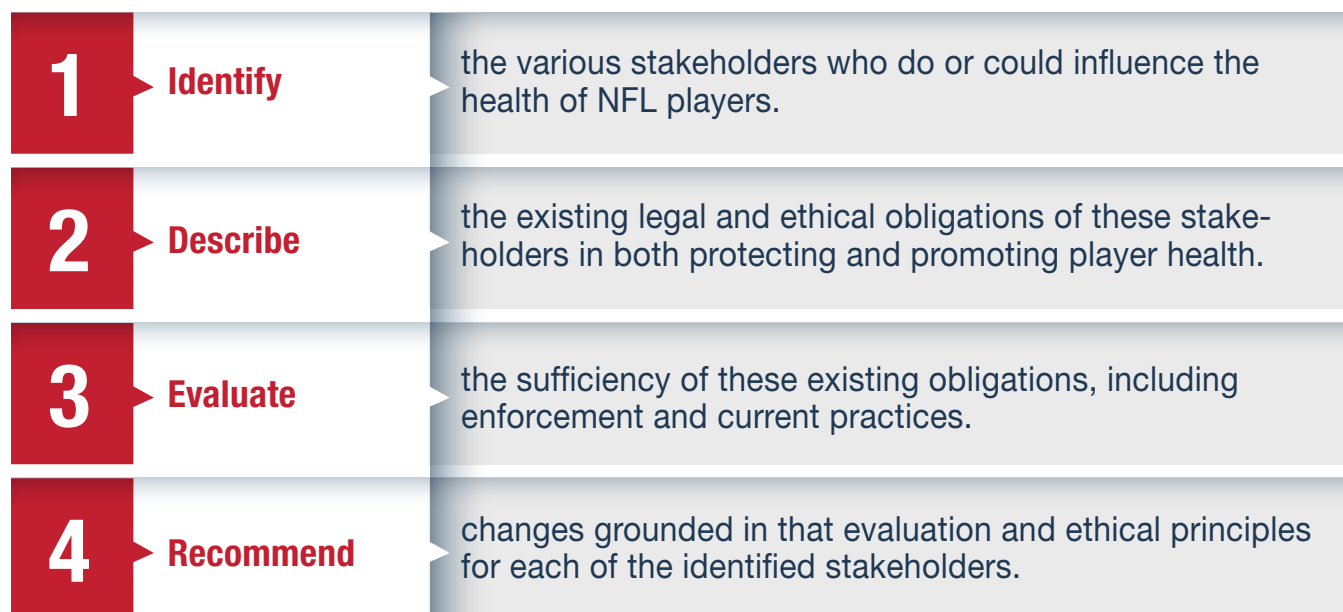 1
Identify
the various stakeholders who do or could influence the
health of NFL players.
2
Describe
the existing legal and ethical obligations of these stake-
holders in both protecting and promoting player health.
3
Evaluate
the sufficiency of these existing obligations, including
enforcement and current practices.
4
Recommend
changes grounded in that evaluation and ethical principles
for each of the identified stakeholders.